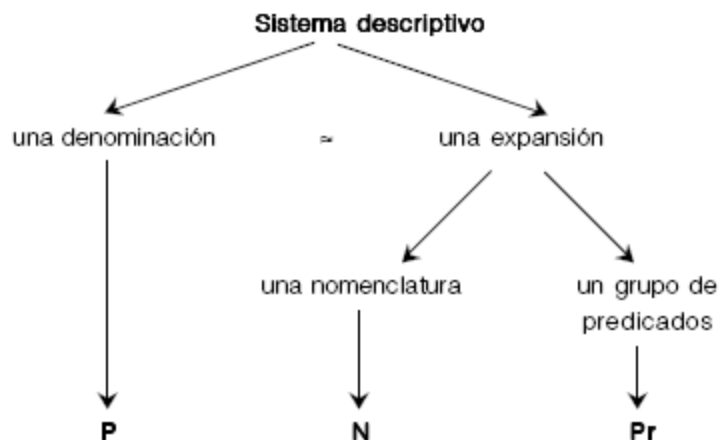 Sistema descriptivo
una denominación ≃ una expansión
una nomenclatura
un grupo de
predicados
P N Pr